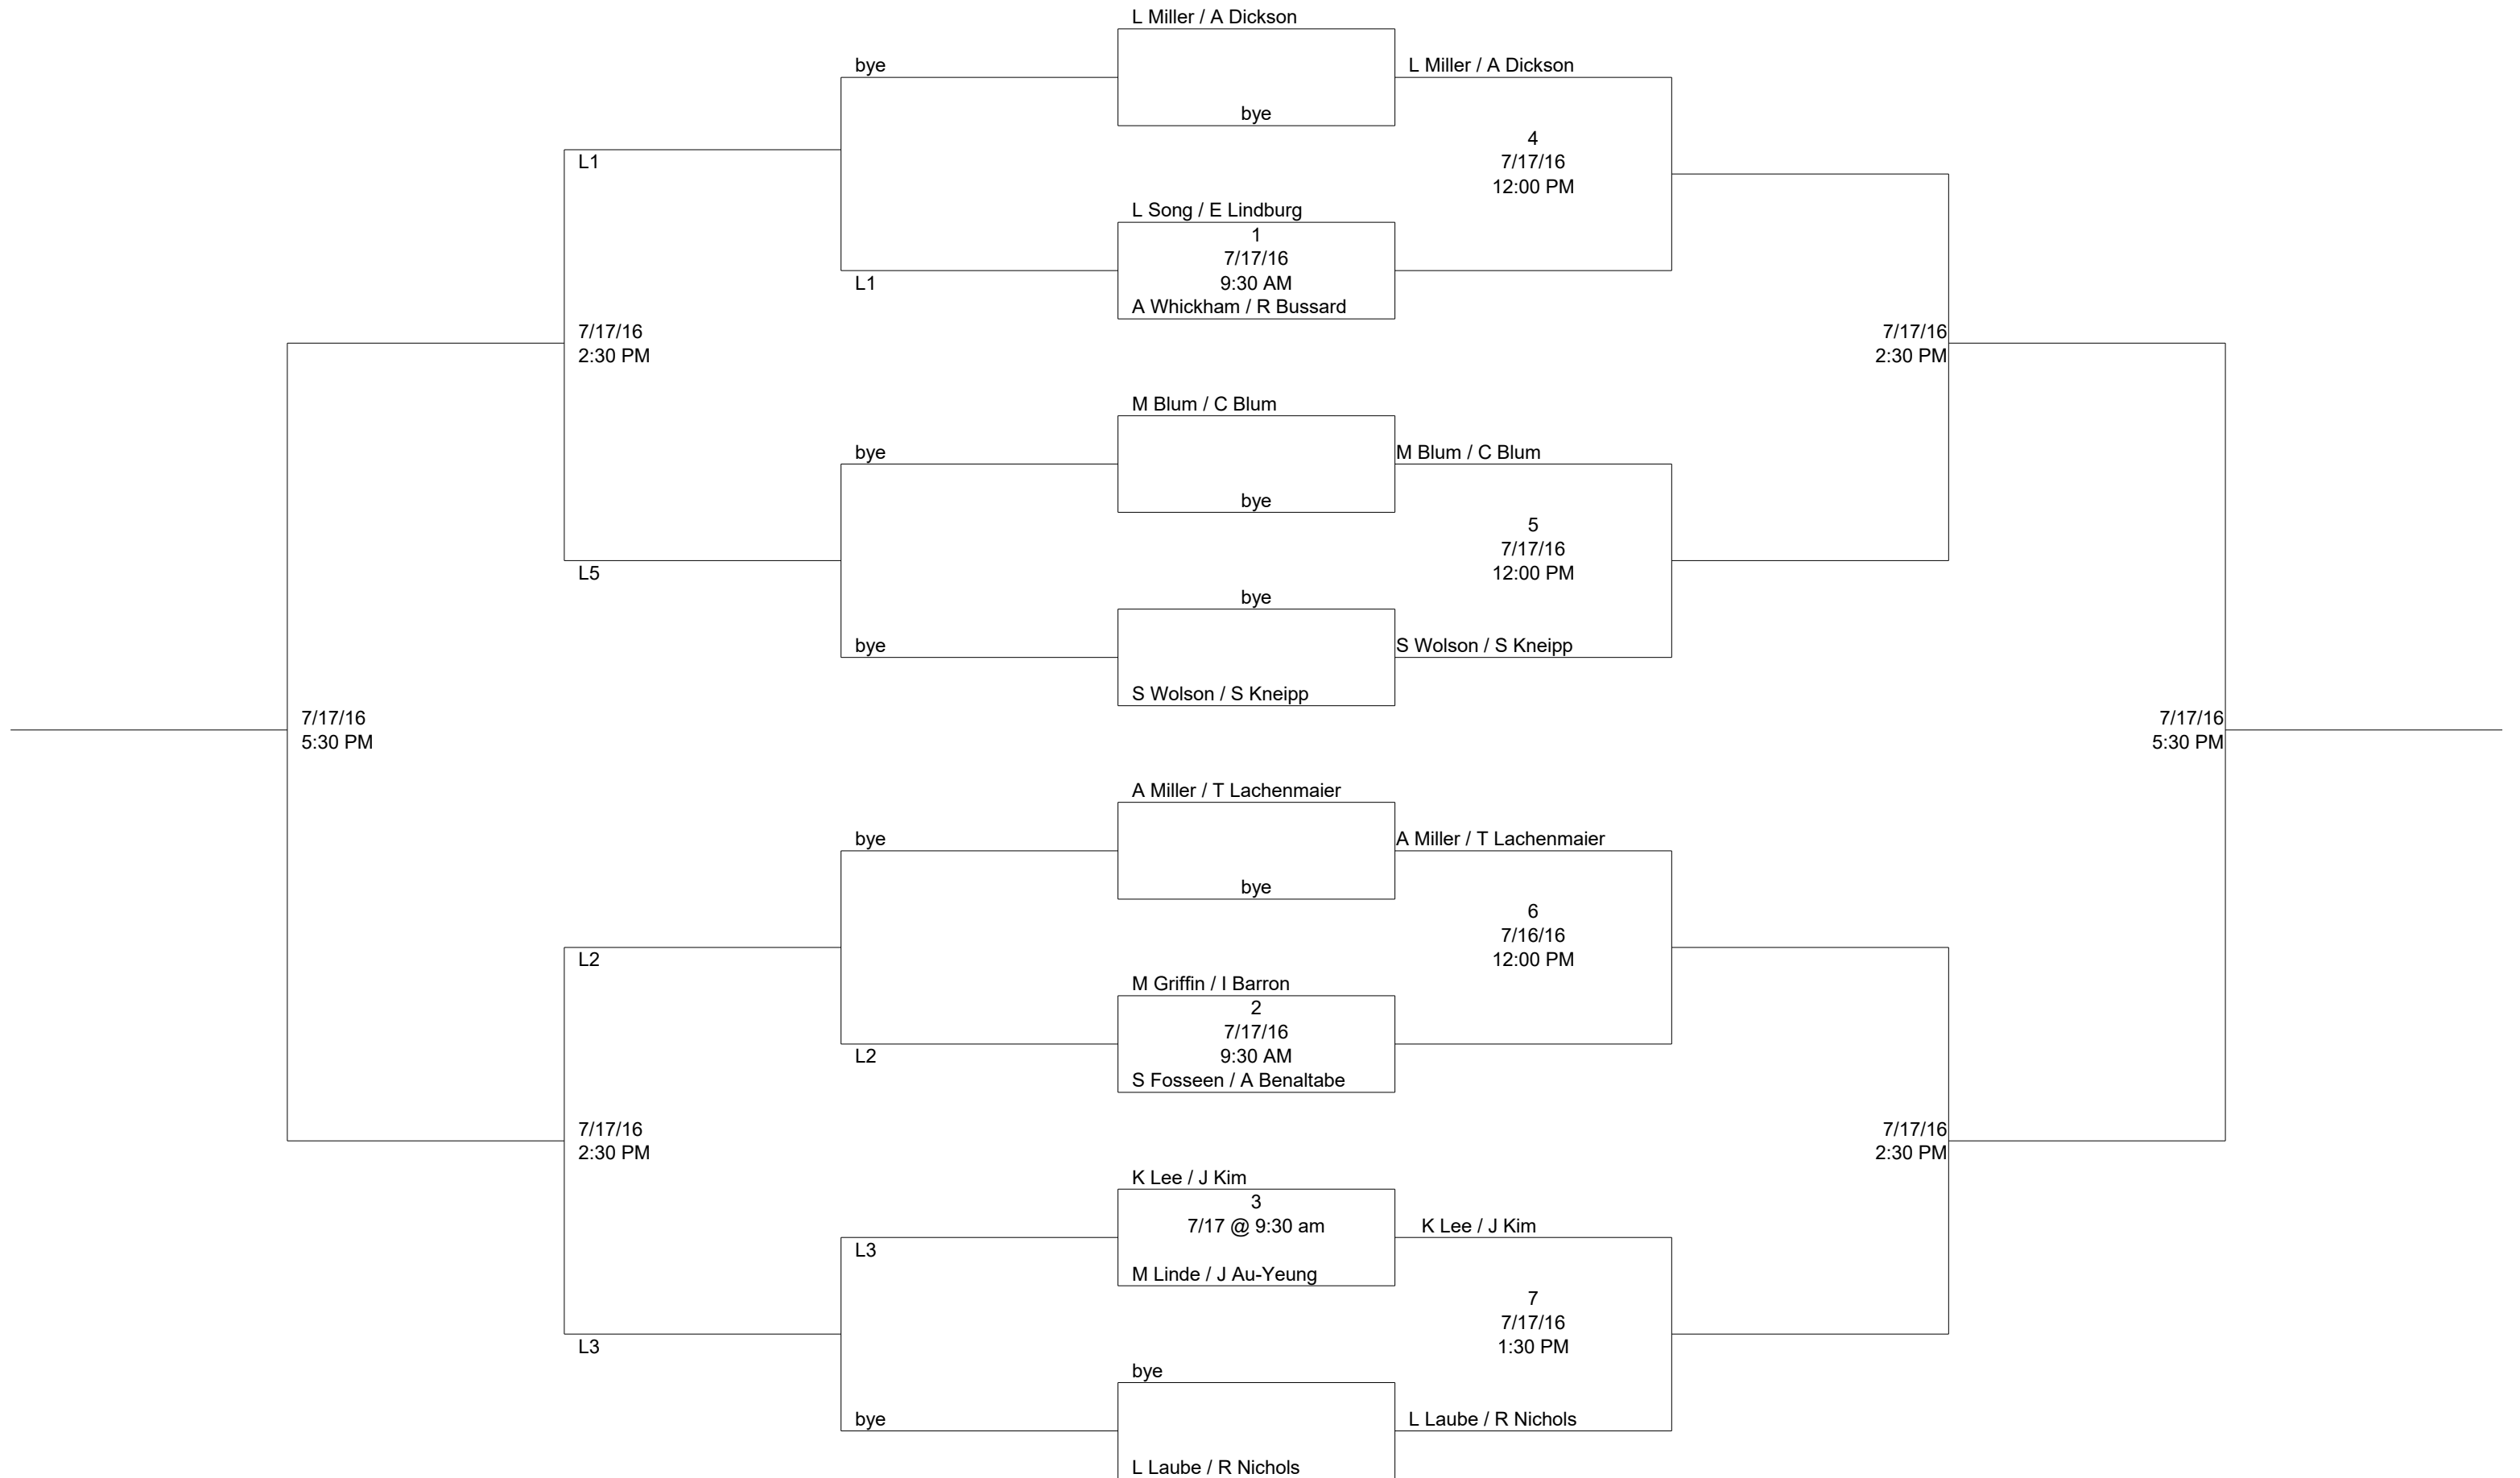 L Miller / A Dickson
bye
L Miller / A Dickson
bye
4
L1
7/17/16
12:00 PM
L Song / E Lindburg
1
7/17/16
L1
9:30 AM
A Whickham / R Bussard
7/17/16
2:30 PM
7/17/16
2:30 PM
M Blum / C Blum
bye
M Blum / C Blum
bye
5
7/17/16
L5
12:00 PM
bye
bye
S Wolson / S Kneipp
S Wolson / S Kneipp
7/17/16
5:30 PM
7/17/16
5:30 PM
A Miller / T Lachenmaier
bye
A Miller / T Lachenmaier
bye
6
7/16/16
L2
12:00 PM
M Griffin / I Barron
2
7/17/16
L2
9:30 AM
S Fosseen / A Benaltabe
7/17/16
2:30 PM
7/17/16
2:30 PM
K Lee / J Kim
3
7/17 @ 9:30 am
K Lee / J Kim
L3
M Linde / J Au-Yeung
7
7/17/16
L3
1:30 PM
bye
bye
L Laube / R Nichols
L Laube / R Nichols